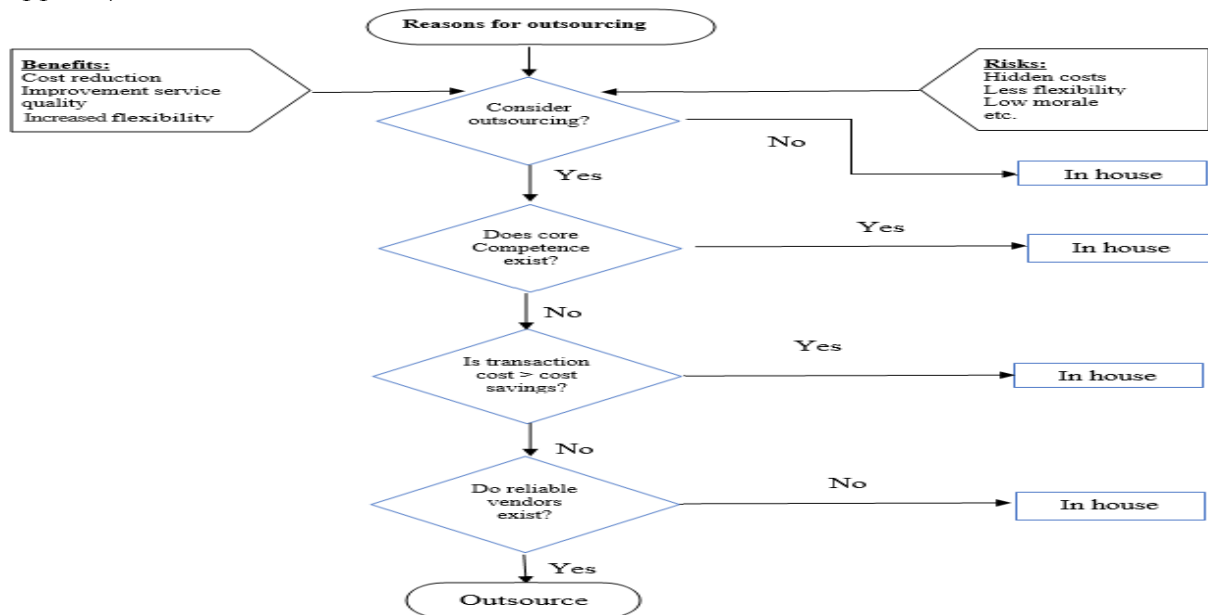 Reasons for outsourcing
Benefits:
Cost reduction
Improvement service
quality
Increased flexibility
Risks:
Hidden costs
Less flexibility
Low morale
etc.
Consider
outsourcing?
No
In house
Yes
Does core
Competence
exist?
Yes
In house
No
Is transaction
cost > cost
savings?
Yes
In house
No
Do reliable
vendors
exist?
No
In house
Yes
Outsource